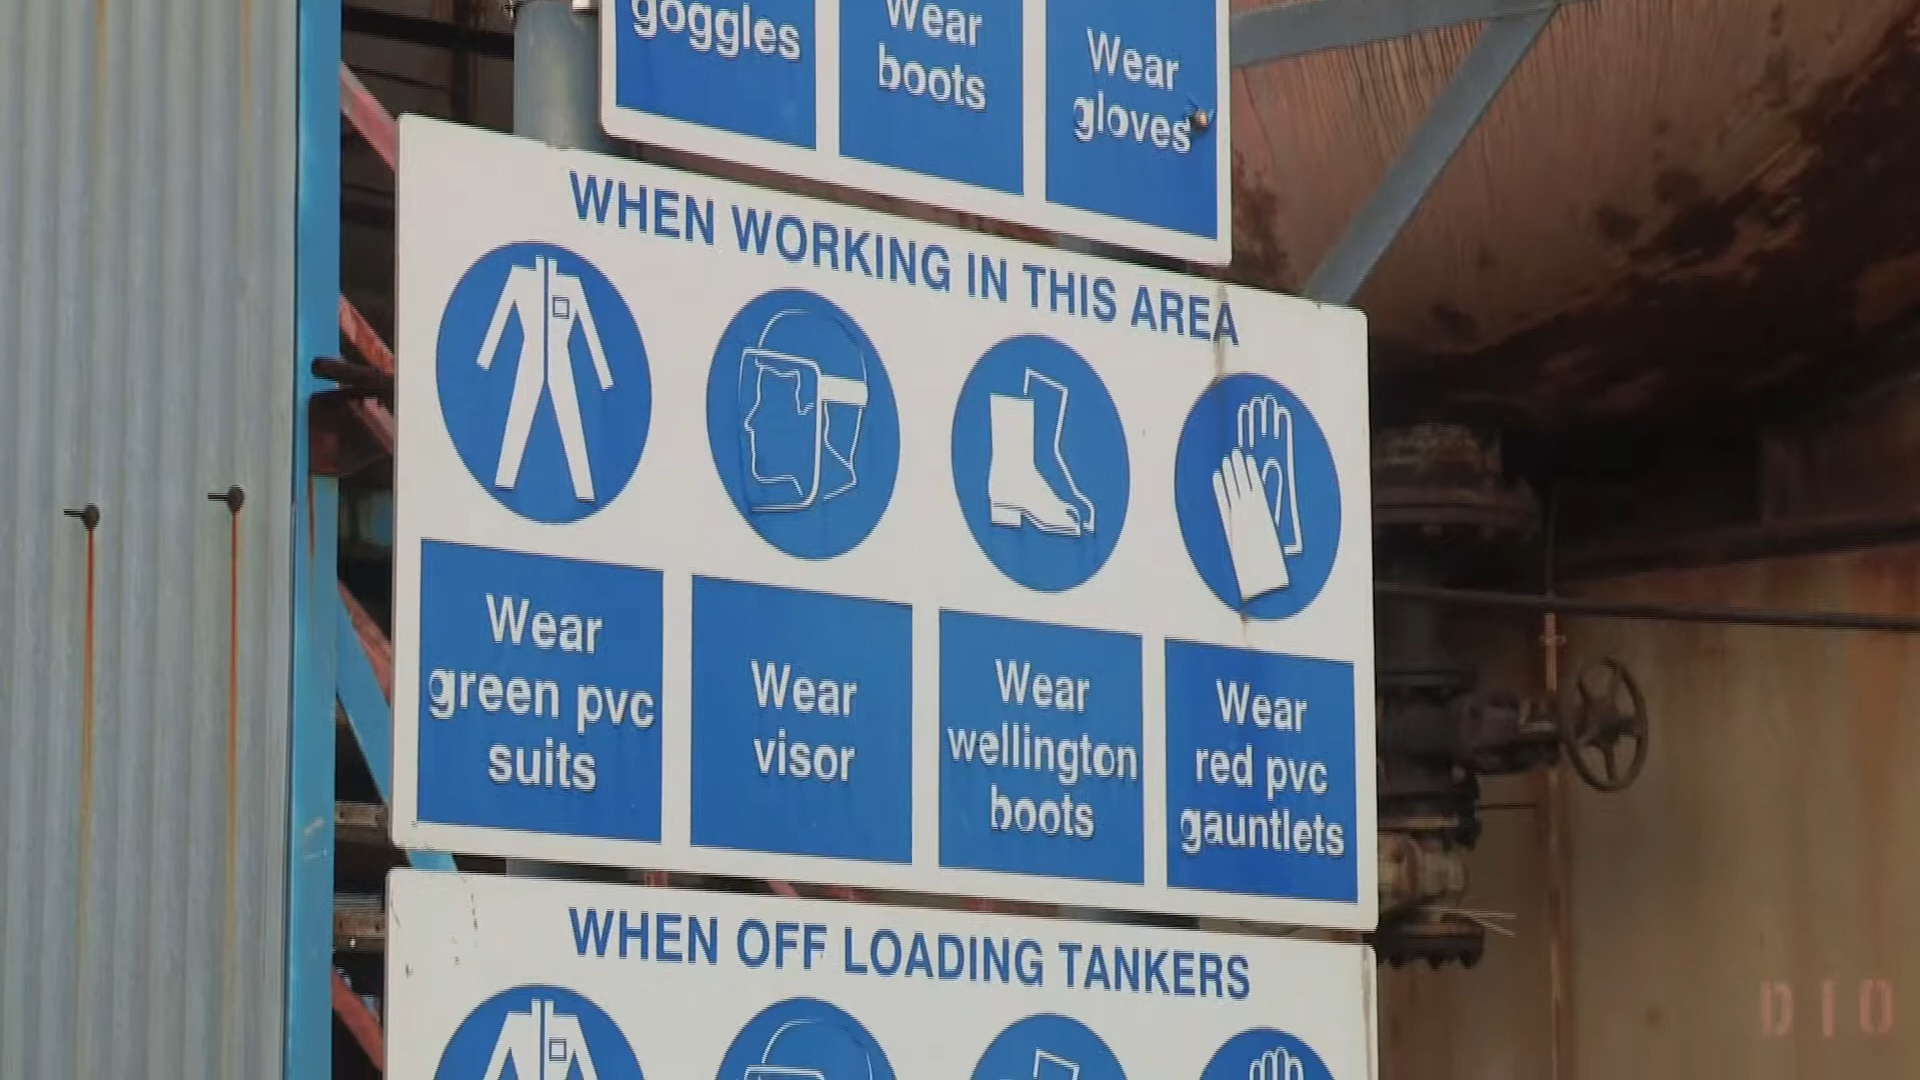 goggles
Wear
boots
Wear
gloves
WHEN WORKING IN THIS AREA
Wear
green pvc
suits
Wear
visor
Wear
wellington
boots
Wear
red pvc
gauntlets
WHEN OFF LOADING TANKERS
D10